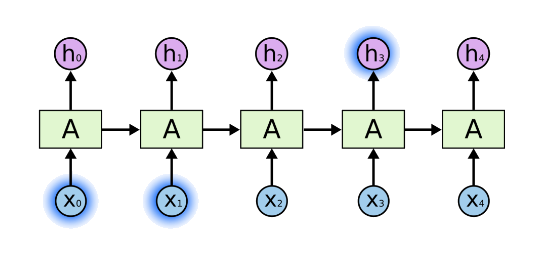 h₀ h₁ h₂ h₃ h₄
A A A A A
x₀ x₁ x₂ x₃ x₄